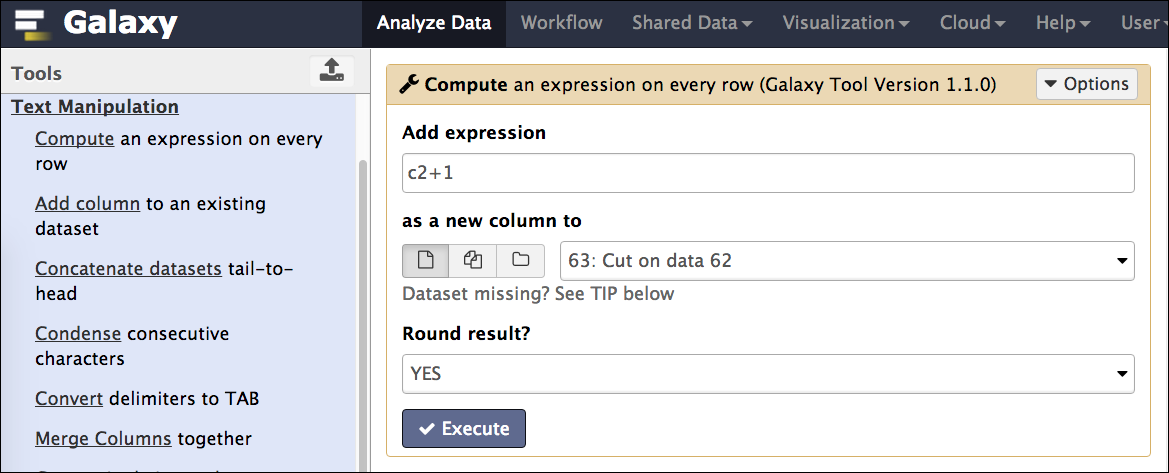 Galaxy
Analyze Data
Workflow
Shared Data
Visualization
Cloud
Help
User
Tools
Text Manipulation
Compute an expression on every
row
Add column to an existing
dataset
Concatenate datasets tail-to-
head
Condense consecutive
characters
Convert delimiters to TAB
Merge Columns together
Compute an expression on every row (Galaxy Tool Version 1.1.0)
Options
Add expression
c2+1
as a new column to
63: Cut on data 62
Dataset missing? See TIP below
Round result?
YES
Execute